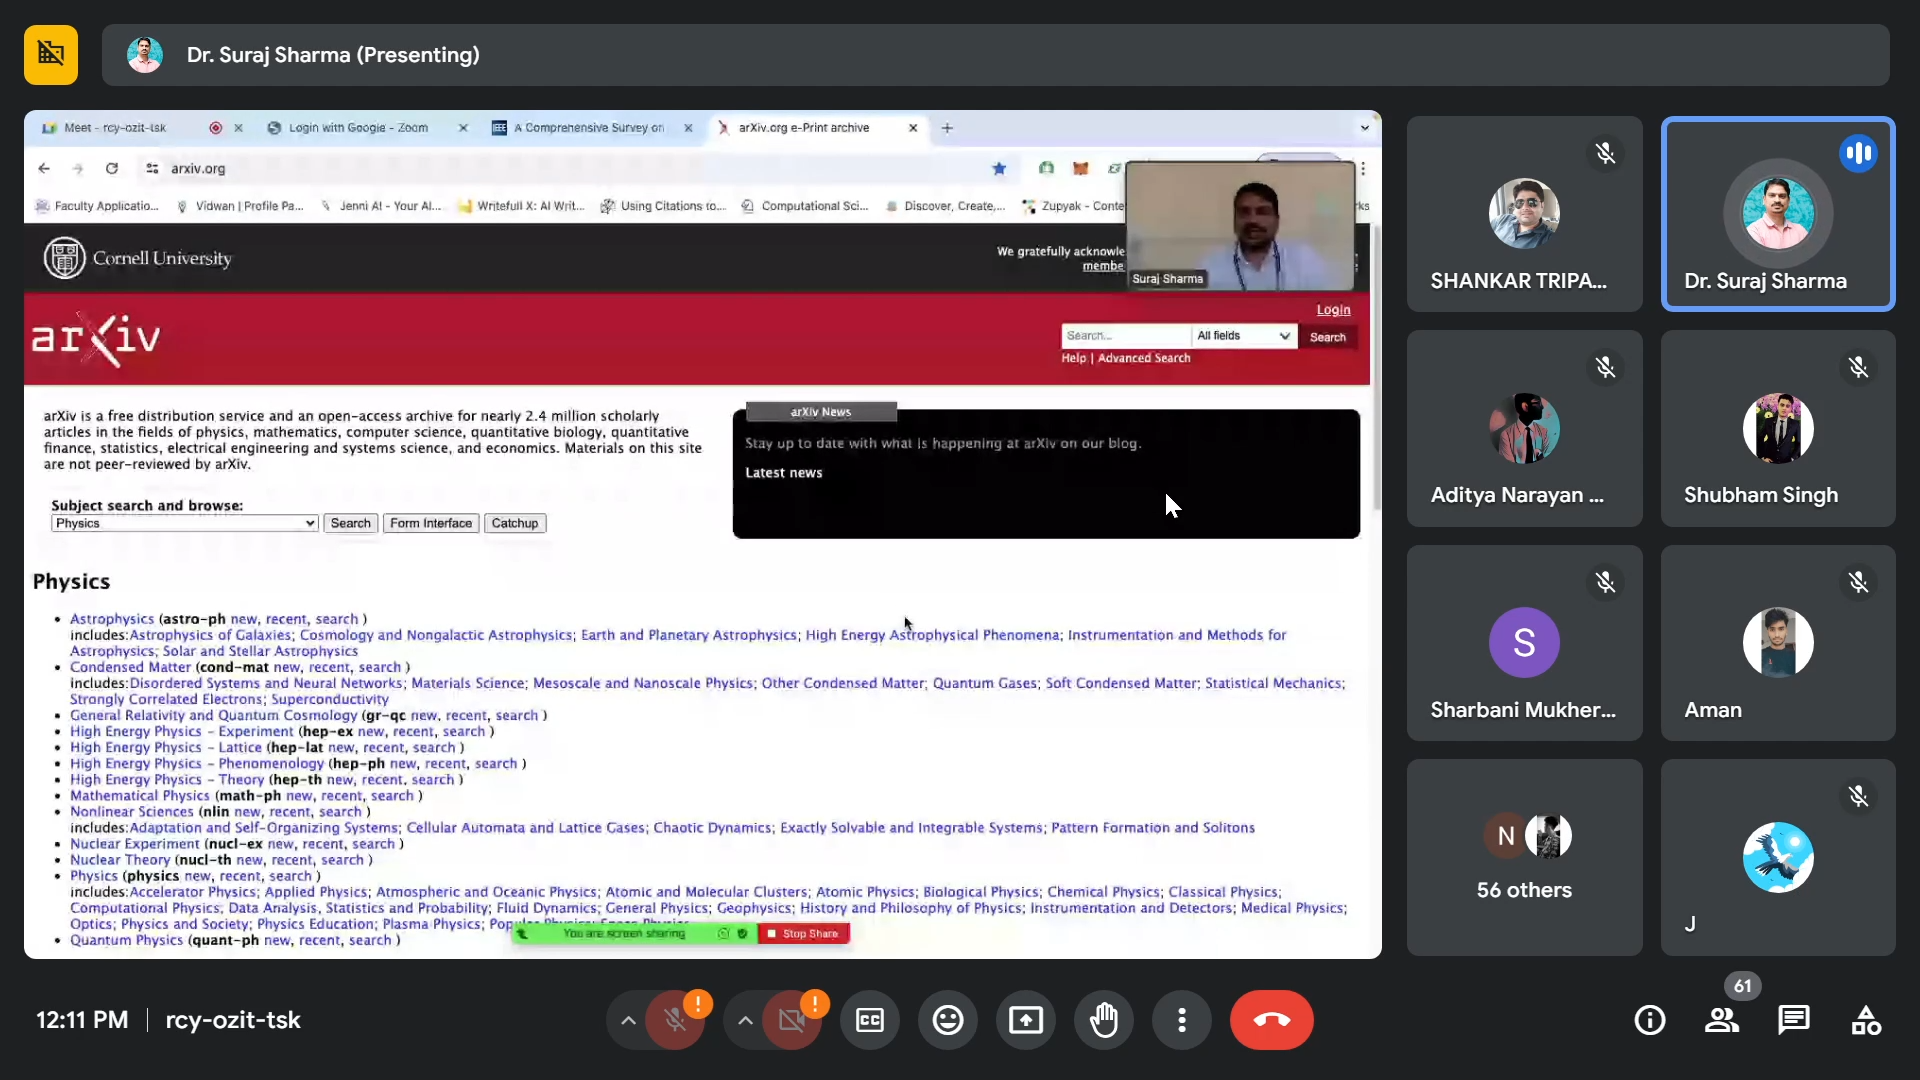 Dr. Suraj Sharma (Presenting)
Meet - rcy-ozit-tsk
Login with Google - Zoom
A Comprehensive Survey on
arXiv.org e-Print archive
arxiv.org
Faculty Applicatio...
Vidwan | Profile Pa...
Jenni AI - Your AI...
Writefull X: AI Writ...
Using Citations to...
Computational Sci...
Discover, Create,...
Zupyak - Conte
rks
Cornell University
We gratefully acknowle
membe
Suraj Sharma
Login
arXiv
Search...
All fields
Search
Help | Advanced Search
arXiv is a free distribution service and an open-access archive for nearly 2.4 million scholarly
articles in the fields of physics, mathematics, computer science, quantitative biology, quantitative
finance, statistics, electrical engineering and systems science, and economics. Materials on this site
are not peer-reviewed by arXiv.
arXiv News
Stay up to date with what is happening at arXiv on our blog.
Latest news
Subject search and browse:
Physics
Search
Form Interface
Catchup
Physics
Astrophysics (astro-ph new, recent, search )
includes:Astrophysics of Galaxies; Cosmology and Nongalactic Astrophysics; Earth and Planetary Astrophysics; High Energy Astrophysical Phenomena; Instrumentation and Methods for
Astrophysics; Solar and Stellar Astrophysics
Condensed Matter (cond-mat new, recent, search )
includes:Disordered Systems and Neural Networks; Materials Science; Mesoscale and Nanoscale Physics; Other Condensed Matter; Quantum Gases; Soft Condensed Matter; Statistical Mechanics;
Strongly Correlated Electrons; Superconductivity
General Relativity and Quantum Cosmology (gr-qc new, recent, search )
High Energy Physics - Experiment (hep-ex new, recent, search )
High Energy Physics - Lattice (hep-lat new, recent, search )
High Energy Physics - Phenomenology (hep-ph new, recent, search )
High Energy Physics - Theory (hep-th new, recent, search )
Mathematical Physics (math-ph new, recent, search )
Nonlinear Sciences (nlin new, recent, search )
includes:Adaptation and Self-Organizing Systems; Cellular Automata and Lattice Gases; Chaotic Dynamics; Exactly Solvable and Integrable Systems; Pattern Formation and Solitons
Nuclear Experiment (nucl-ex new, recent, search )
Nuclear Theory (nucl-th new, recent, search )
Physics (physics new, recent, search )
includes:Accelerator Physics; Applied Physics; Atmospheric and Oceanic Physics; Atomic and Molecular Clusters; Atomic Physics; Biological Physics; Chemical Physics; Classical Physics;
Computational Physics; Data Analysis, Statistics and Probability; Fluid Dynamics; General Physics; Geophysics; History and Philosophy of Physics; Instrumentation and Detectors; Medical Physics;
Optics; Physics and Society; Physics Education; Plasma Physics;
Quantum Physics (quant-ph new, recent, search )
You are screen sharing
Stop Share
SHANKAR TRIPA...
Dr. Suraj Sharma
Aditya Narayan ...
Shubham Singh
S
Sharbani Mukher...
Aman
N
56 others
J
12:11 PM
rcy-ozit-tsk
CC
61